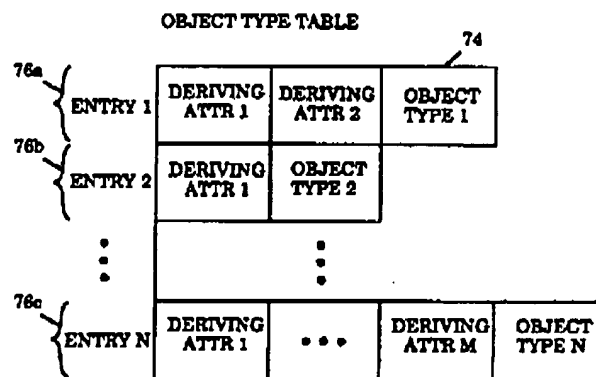 OBJECT TYPE TABLE
74
76a
ENTRY 1
DERIVING ATTR 1
DERIVING ATTR 2
OBJECT TYPE 1
76b
ENTRY 2
DERIVING ATTR 1
OBJECT TYPE 2
76c
ENTRY N
DERIVING ATTR 1
•••
DERIVING ATTR M
OBJECT TYPE N